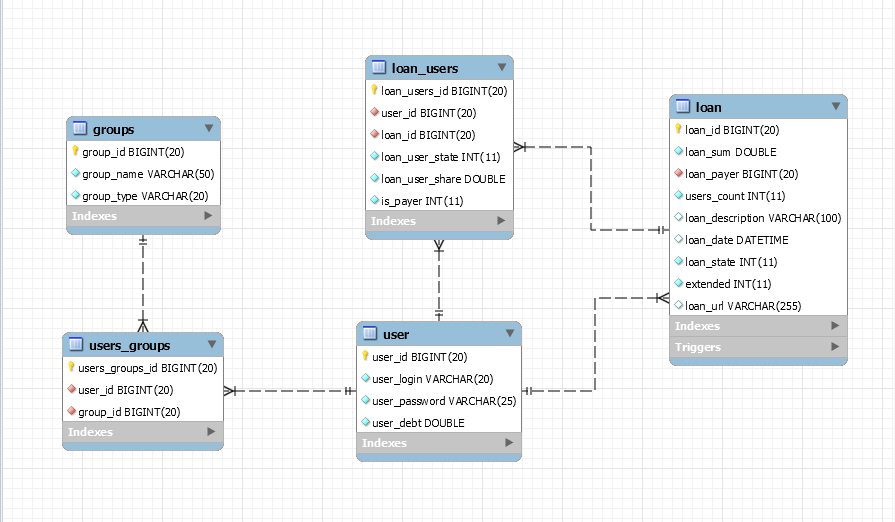 loan_users
loan_users_id BIGINT(20)
user_id BIGINT(20)
loan_id BIGINT(20)
loan_user_state INT(11)
loan_user_share DOUBLE
is_payer INT(11)
Indexes
loan
loan_id BIGINT(20)
loan_sum DOUBLE
loan_payer BIGINT(20)
users_count INT(11)
loan_description VARCHAR(100)
loan_date DATETIME
loan_state INT(11)
extended INT(11)
loan_url VARCHAR(255)
Indexes
Triggers
groups
group_id BIGINT(20)
group_name VARCHAR(50)
group_type VARCHAR(20)
Indexes
users_groups
users_groups_id BIGINT(20)
user_id BIGINT(20)
group_id BIGINT(20)
Indexes
user
user_id BIGINT(20)
user_login VARCHAR(20)
user_password VARCHAR(25)
user_debt DOUBLE
Indexes